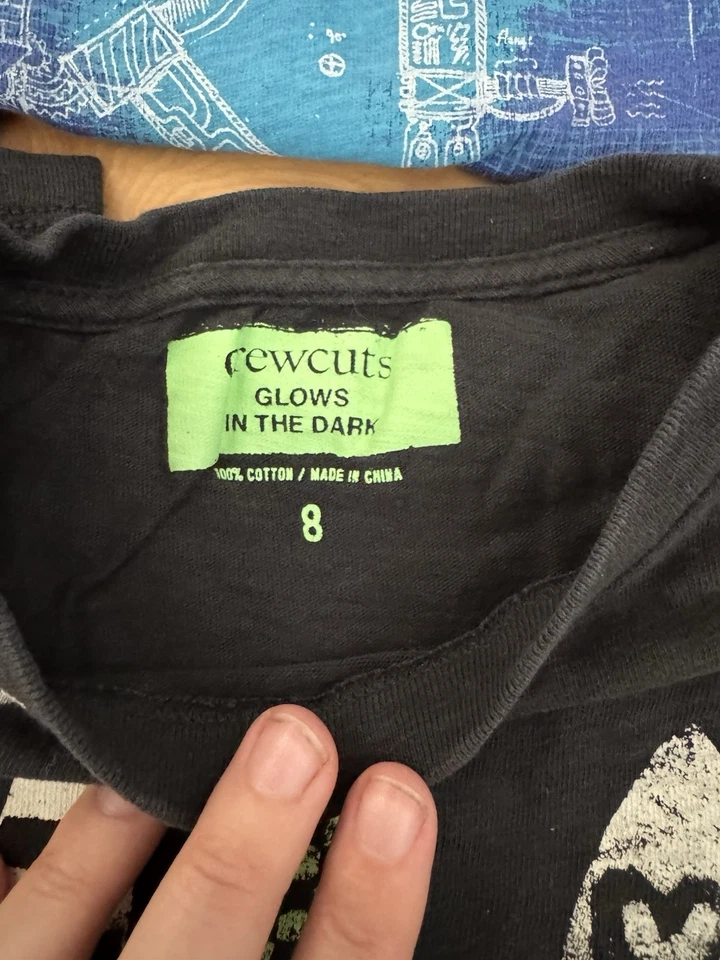 crewcuts
GLOWS
IN THE DARK
100% COTTON / MADE IN CHINA
8